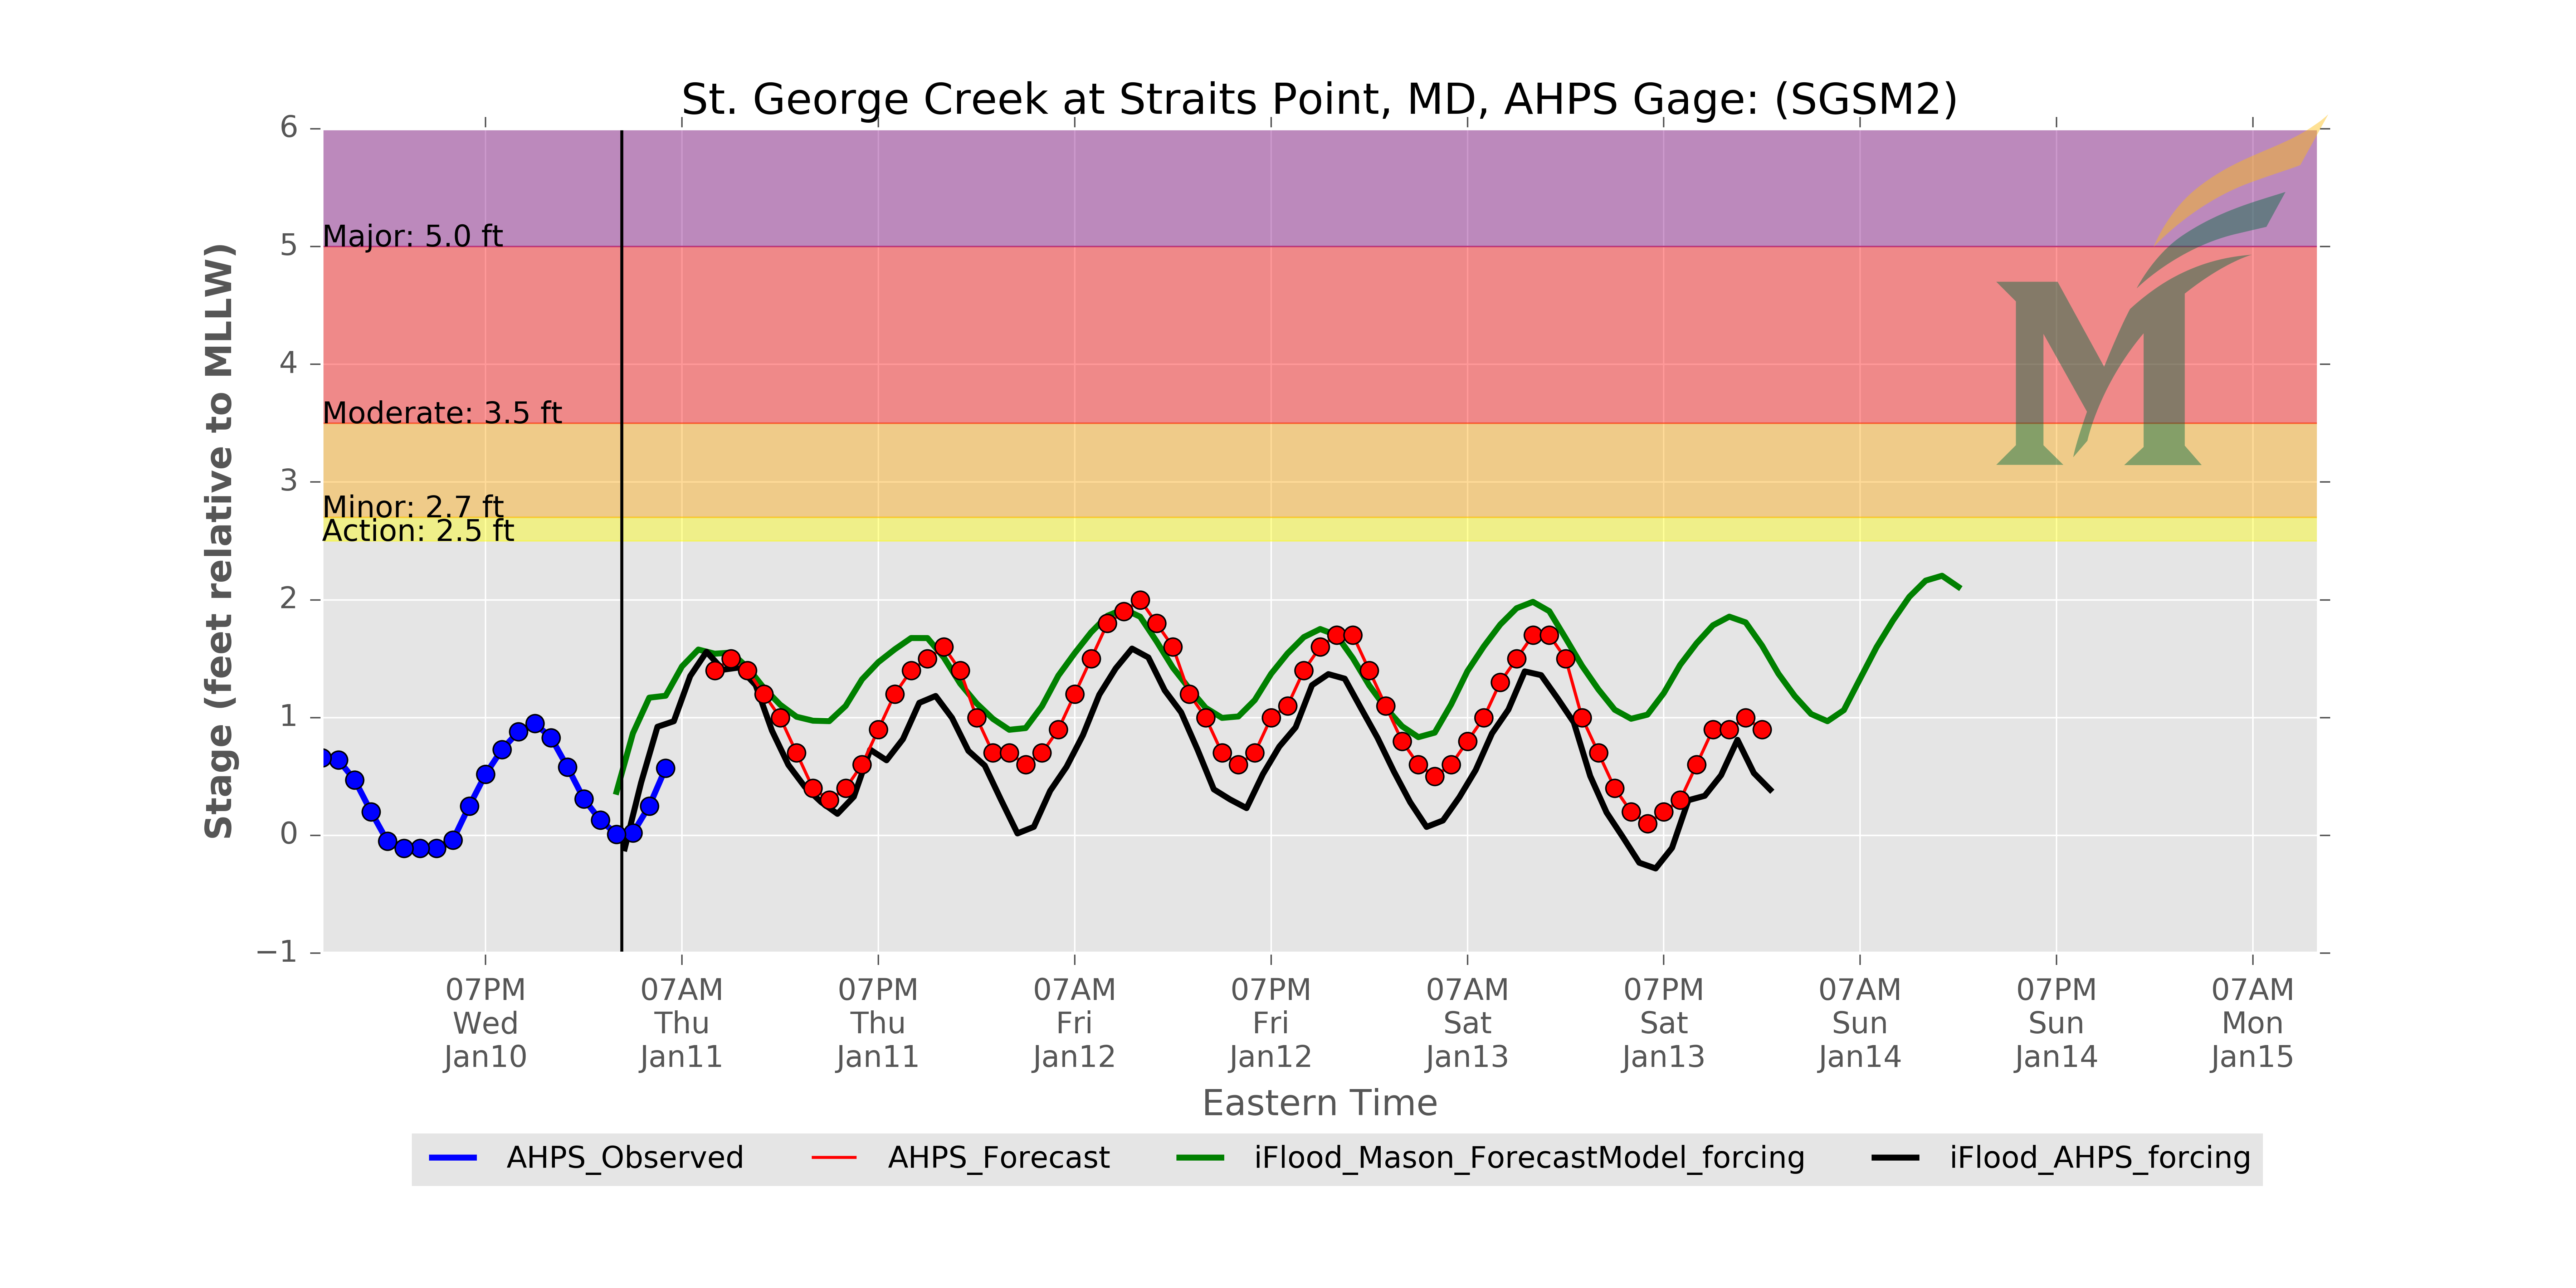 St. George Creek at Straits Point, MD, AHPS Gage: (SGSM2)
Stage (feet relative to MLLW)
6
5
4
3
2
1
0
−1
Major: 5.0 ft
Moderate: 3.5 ft
Minor: 2.7 ft
Action: 2.5 ft
M
07PM 07AM 07PM 07AM 07PM 07AM 07PM 07AM 07PM 07AM
Wed Thu Thu Fri Fri Sat Sat Sun Sun Mon
Jan10 Jan11 Jan11 Jan12 Jan12 Jan13 Jan13 Jan14 Jan14 Jan15
Eastern Time
AHPS_Observed AHPS_Forecast iFlood_Mason_ForecastModel_forcing iFlood_AHPS_forcing